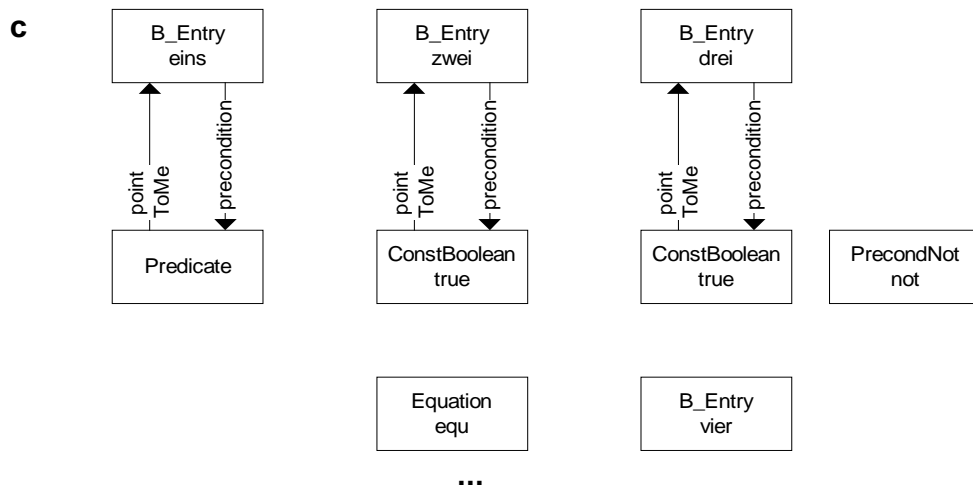 c
B_Entry
eins
B_Entry
zwei
B_Entry
drei
point
ToMe
precondition
point
ToMe
precondition
point
ToMe
precondition
Predicate
ConstBoolean
true
ConstBoolean
true
PrecondNot
not
Equation
equ
B_Entry
vier
...